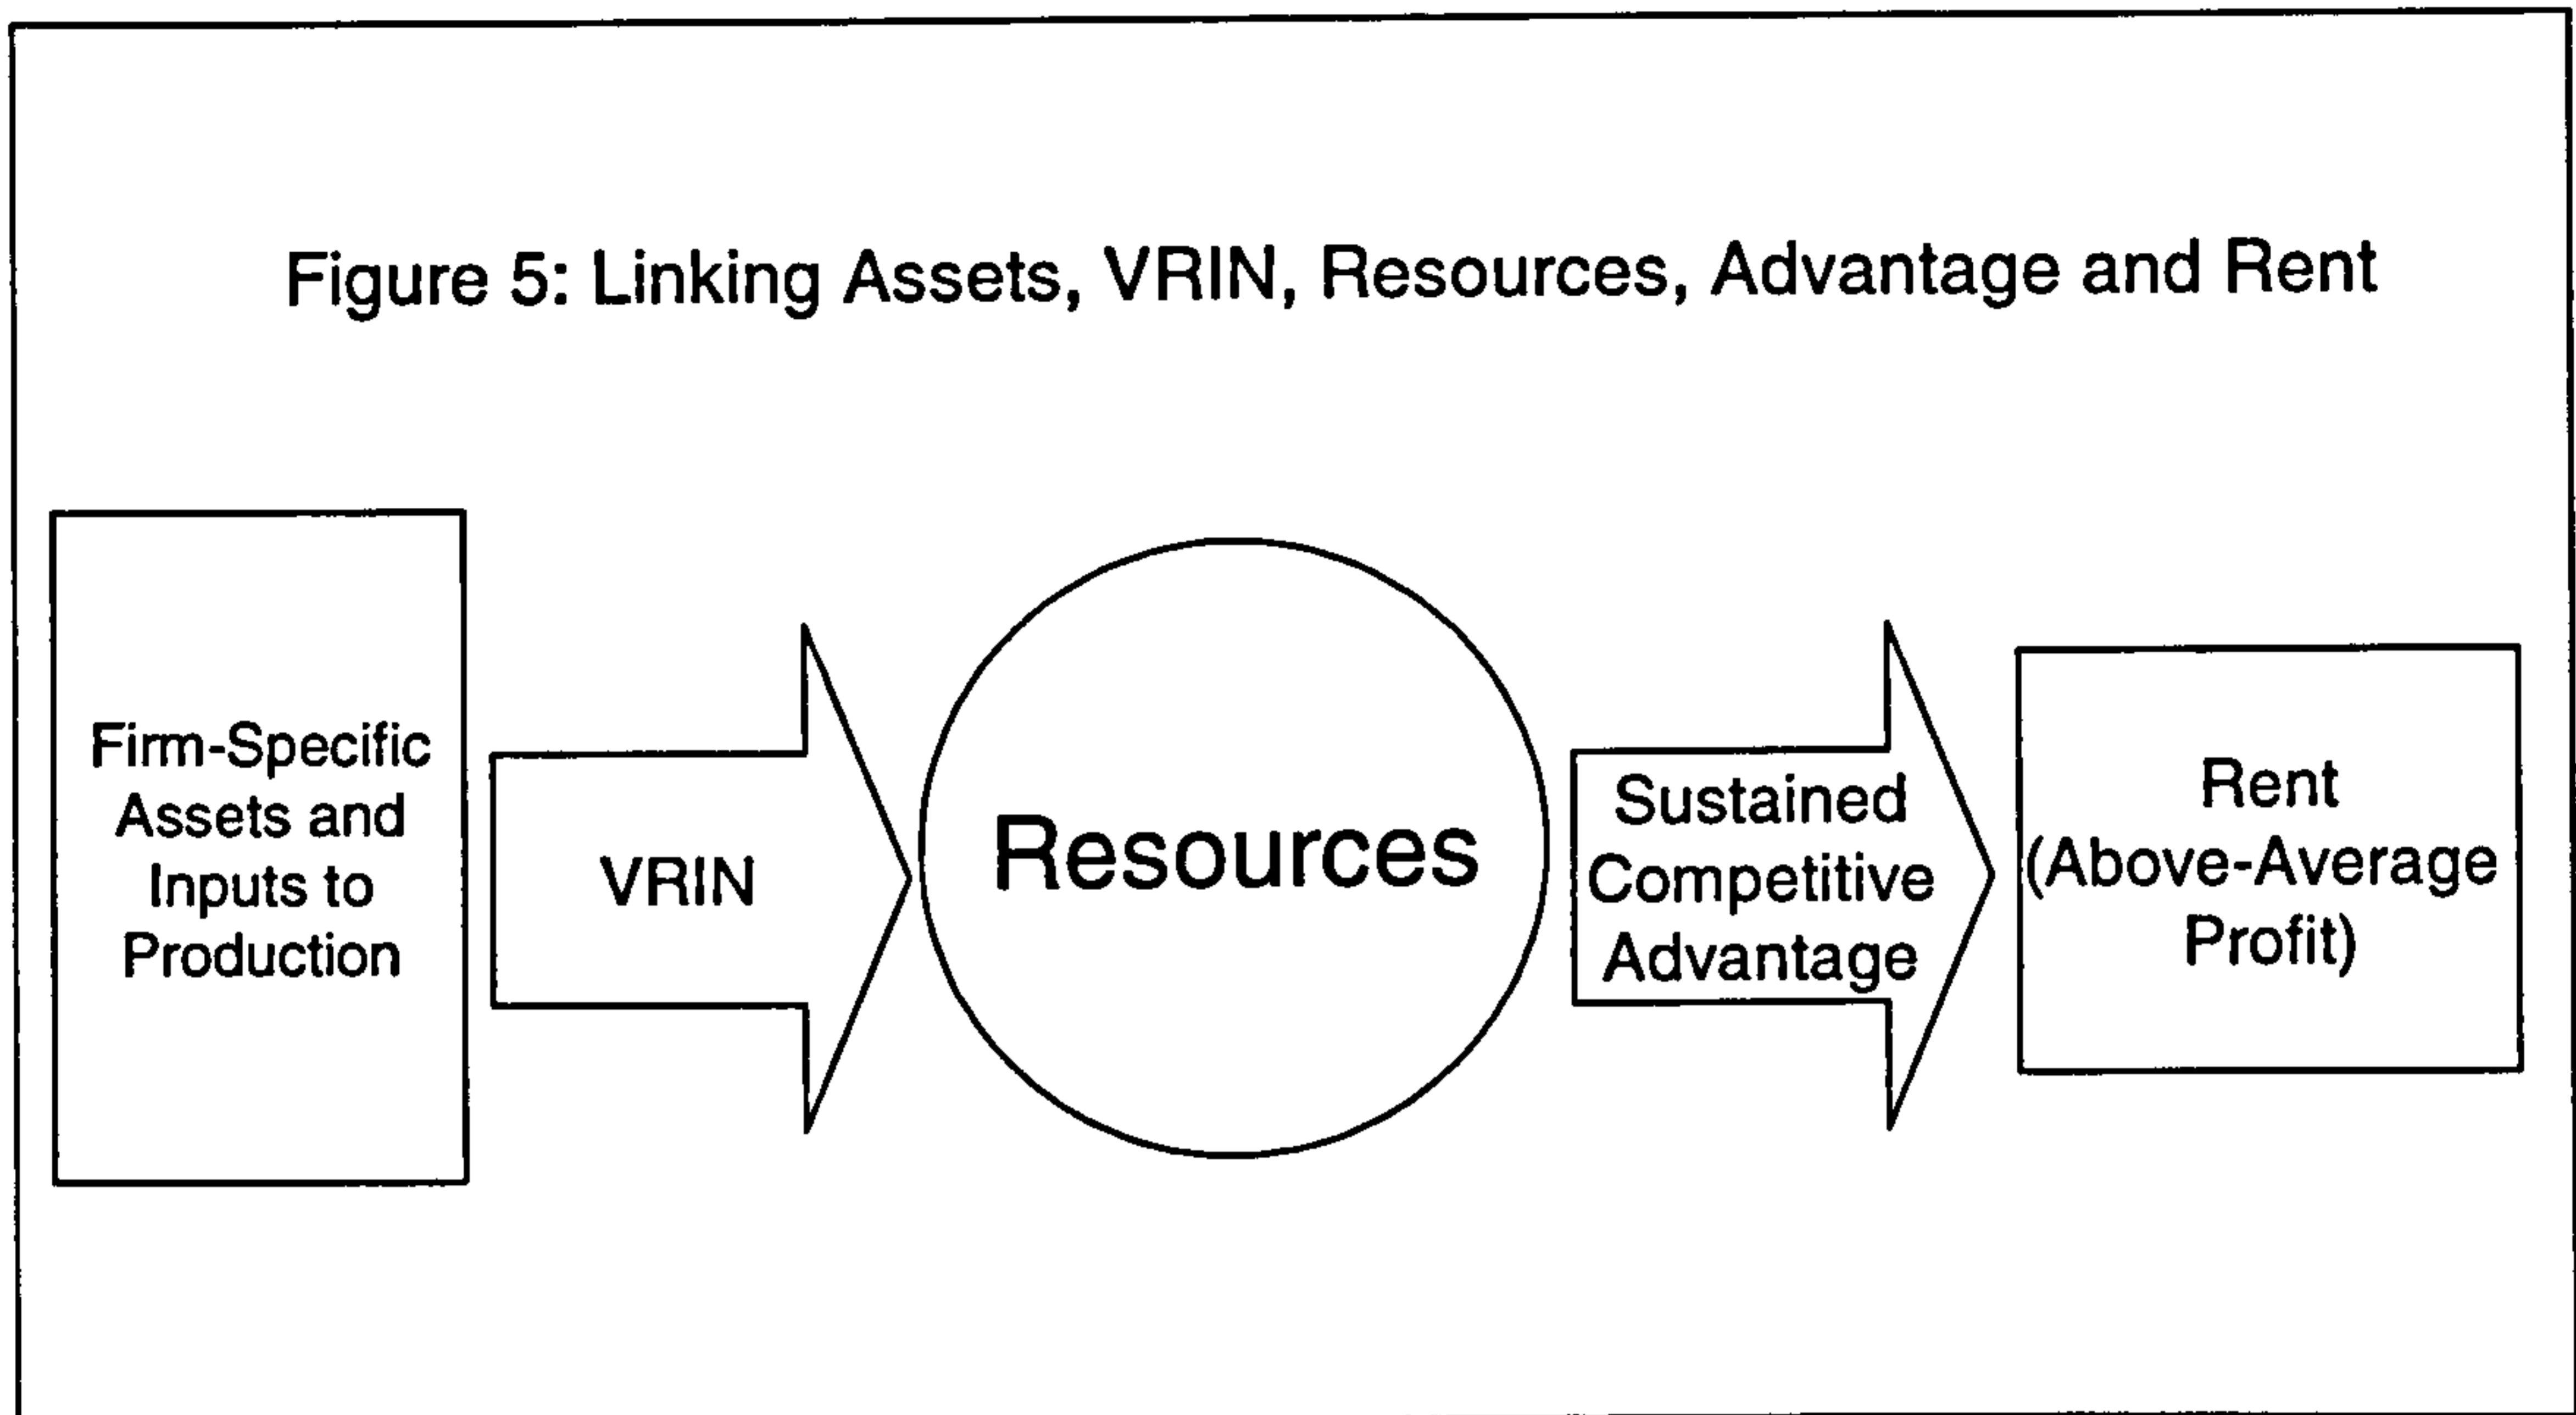 Figure 5: Linking Assets, VRIN, Resources, Advantage and Rent
Firm-Specific
Assets and
Inputs to
Production
VRIN
Resources
Sustained
Competitive
Advantage
Rent
(Above-Average
Profit)